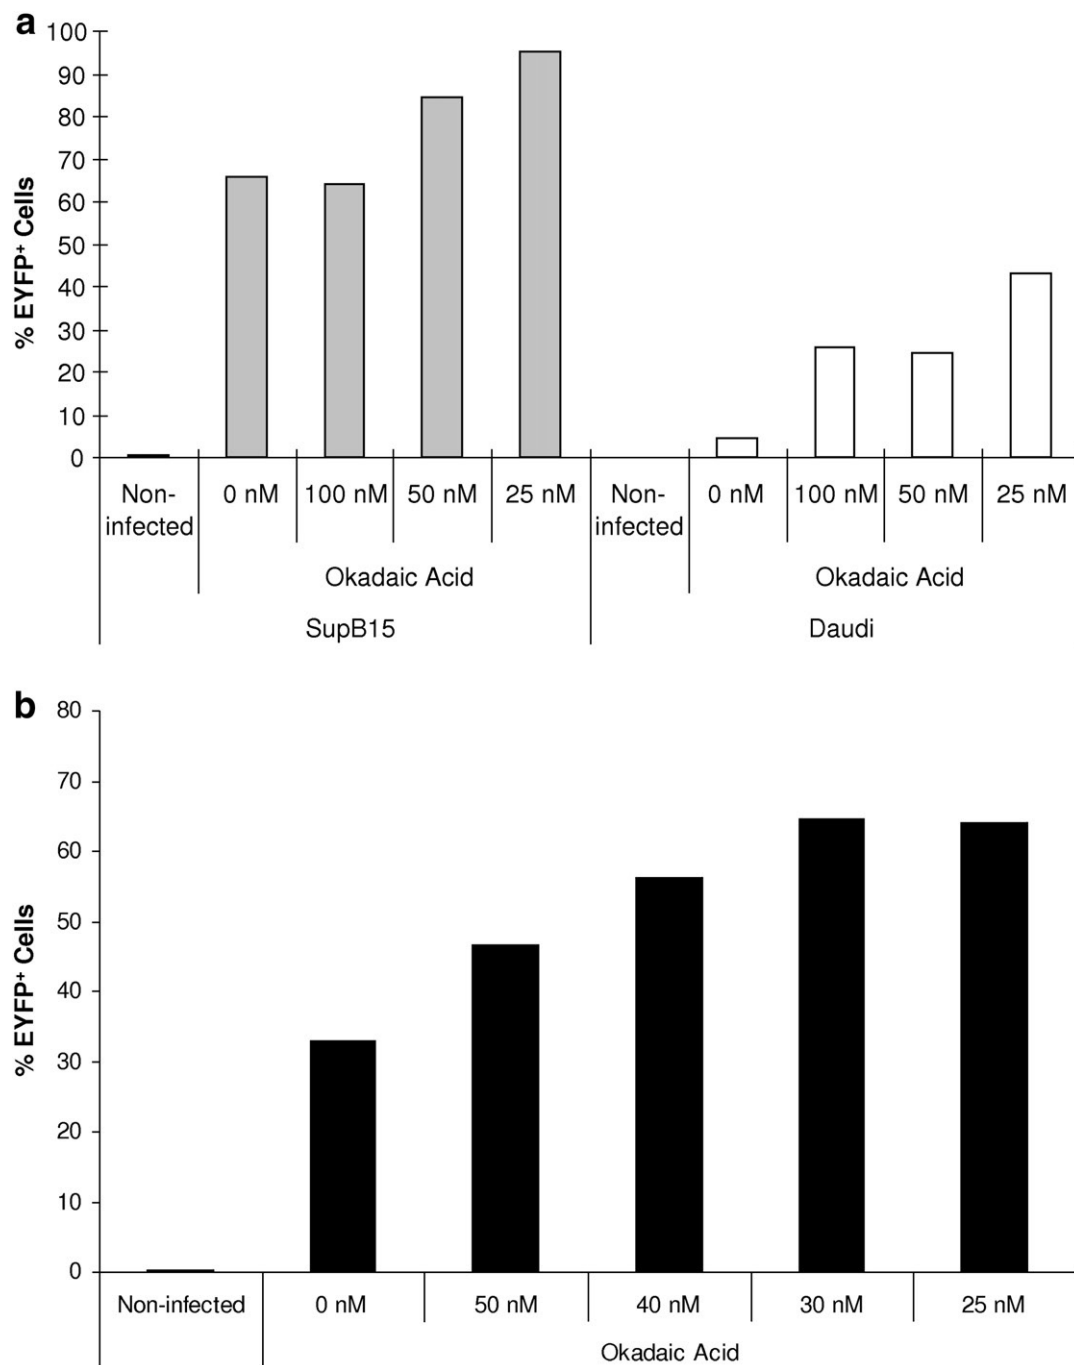 a
100
90
80
70
60
50
40
30
20
10
0
% EYFP+ Cells
Non-infected 0 nM 100 nM 50 nM 25 nM Non-infected 0 nM 100 nM 50 nM 25 nM
Okadaic Acid Okadaic Acid
SupB15 Daudi
b
80
70
60
50
40
30
20
10
0
% EYFP+ Cells
Non-infected 0 nM 50 nM 40 nM 30 nM 25 nM
Okadaic Acid